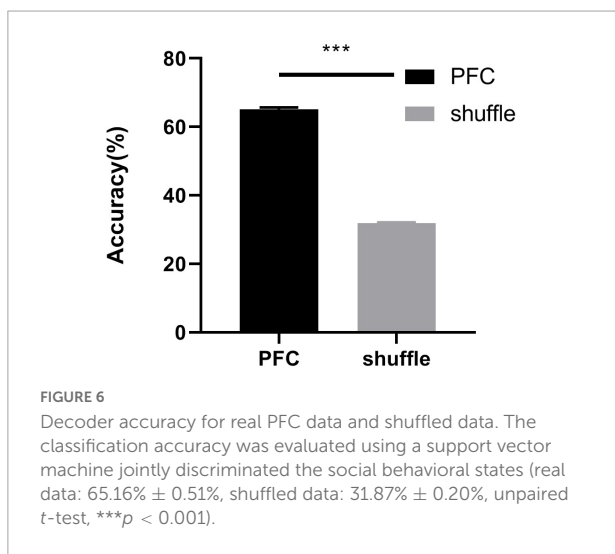 80
***
PFC
shuffle
60
40
20
0
Accuracy(%)
PFC shuffle
FIGURE 6
Decoder accuracy for real PFC data and shuffled data. The
classification accuracy was evaluated using a support vector
machine jointly discriminated the social behavioral states (real
data: 65.16% ± 0.51%, shuffled data: 31.87% ± 0.20%, unpaired
t-test, ***p < 0.001).